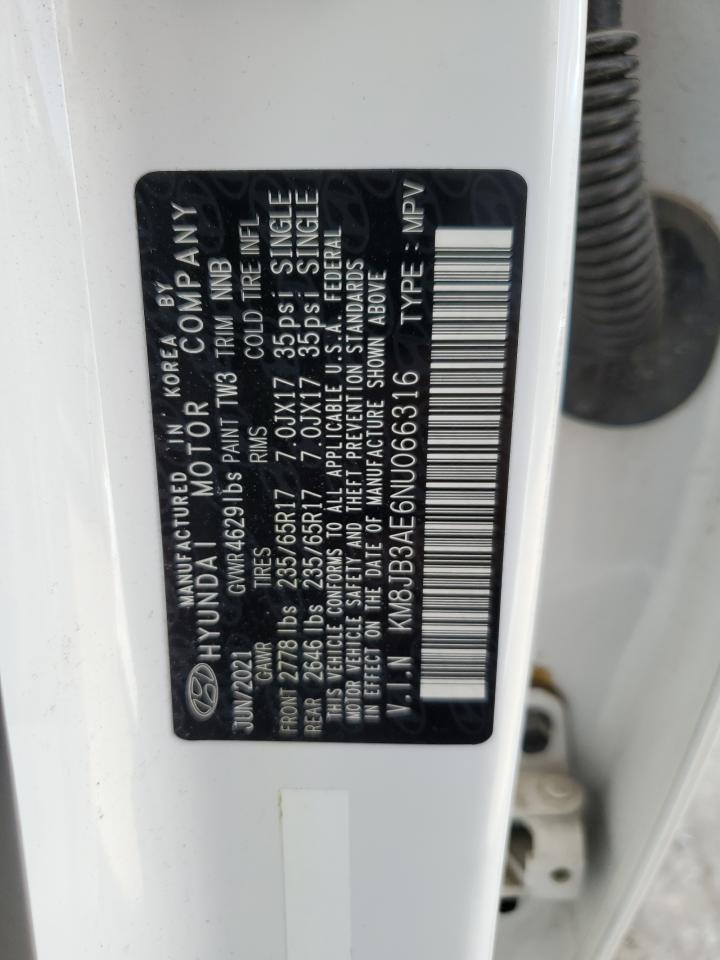 MANUFACTURED IN KOREA BY
HYUNDAI MOTOR COMPANY
JUN/2021 GVWR 4629 lbs PAINT TW3 TRIM NNB
GAWR TIRES RIMS COLD TIRE INFL
FRONT 2778 lbs 235/65R17 7.0JX17 35psi SINGLE
REAR 2646 lbs 235/65R17 7.0JX17 35psi SINGLE
THIS VEHICLE CONFORMS TO ALL APPLICABLE U.S.A. FEDERAL
MOTOR VEHICLE SAFETY AND THEFT PREVENTION STANDARDS
IN EFFECT ON THE DATE OF MANUFACTURE SHOWN ABOVE
V.I.N KM8JB3AE6NU066316 TYPE : MPV